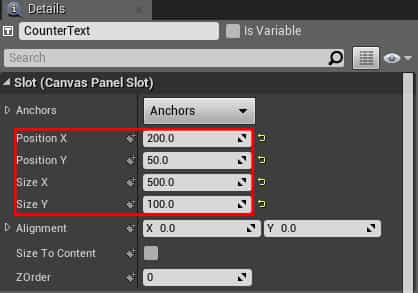 Details
CounterText
Is Variable
Search
Slot (Canvas Panel Slot)
Anchors Anchors
Position X 200.0
Position Y 50.0
Size X 500.0
Size Y 100.0
Alignment X 0.0 Y 0.0
Size To Content
ZOrder 0